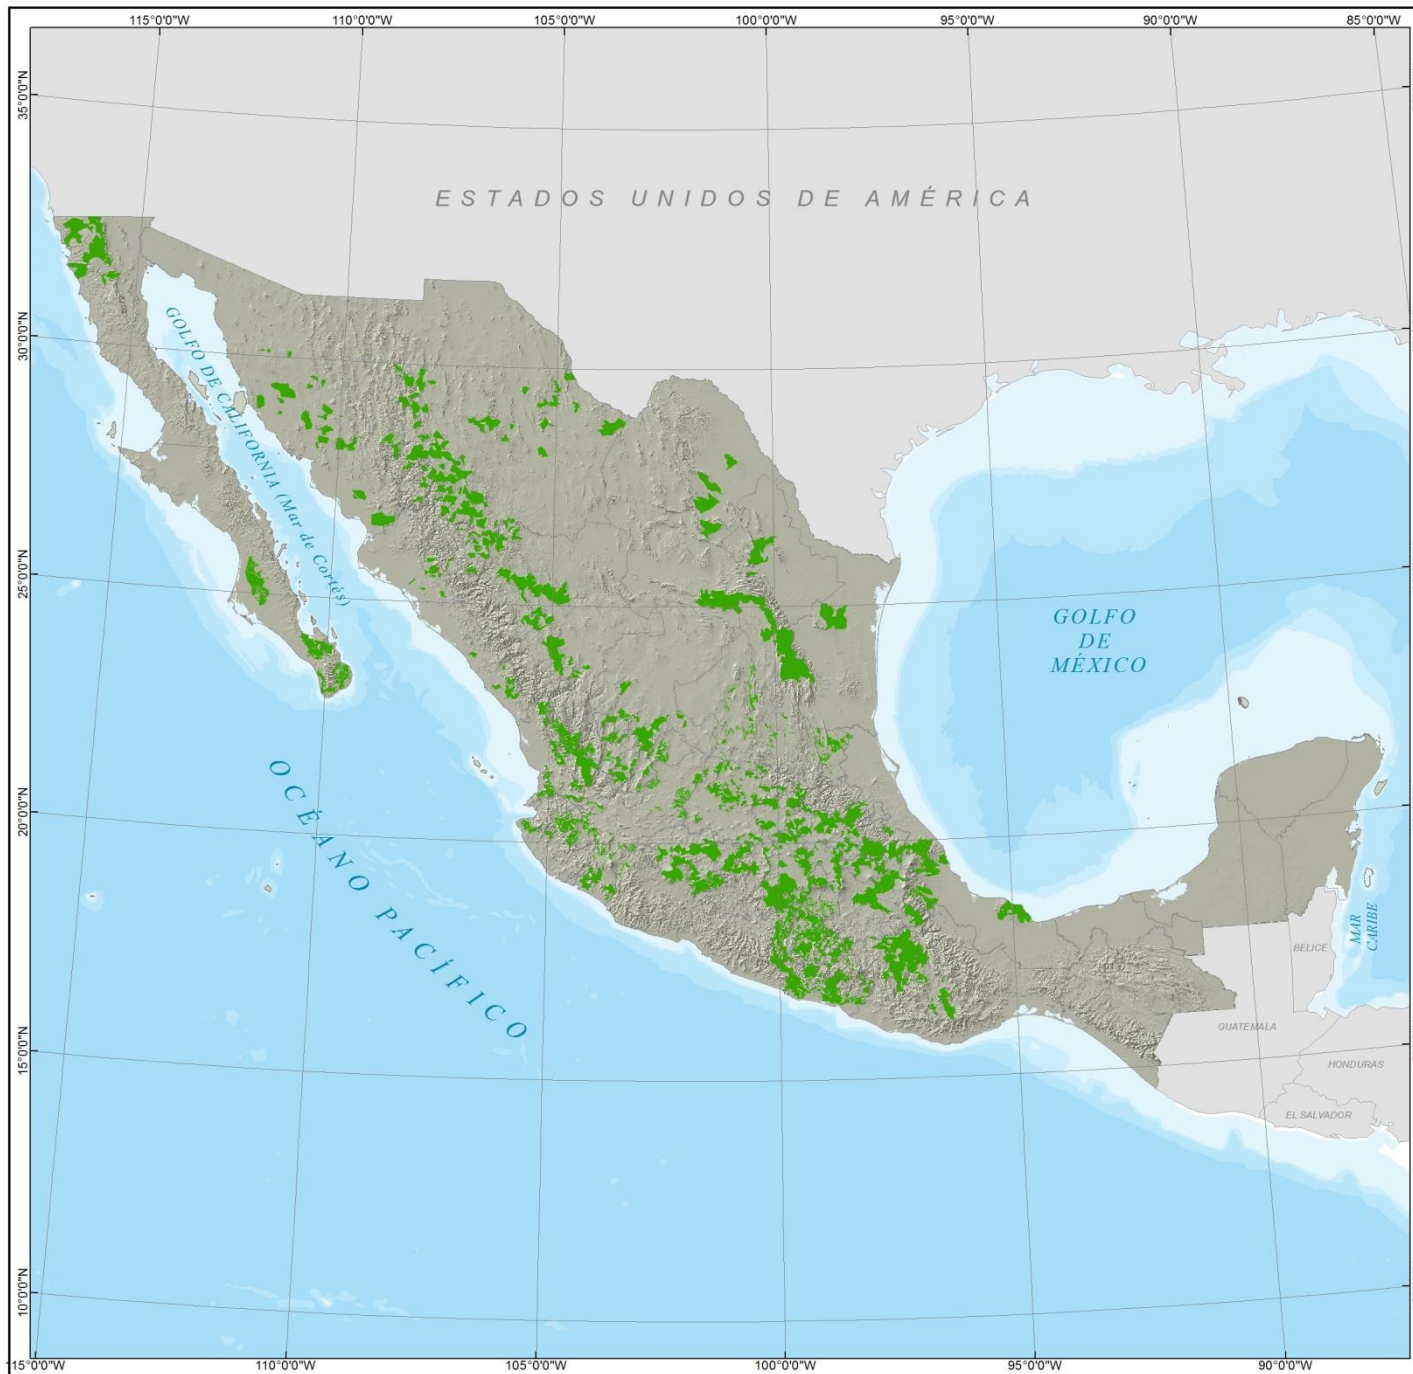 115°0'0"W 110°0'0"W 105°0'0"W 100°0'0"W 95°0'0"W 90°0'0"W 85°0'0"W
35°0'0"N
ESTADOS UNIDOS DE AMÉRICA
30°0'0"N
GOLFO DE CALIFORNIA (Mar de Cortés)
25°0'0"N
GOLFO
DE
MÉXICO
20°0'0"N
OCÉANO PACÍFICO
MAR
CARIBE
BELICE
15°0'0"N
GUATEMALA
HONDURAS
EL SALVADOR
10°0'0"N
115°0'0"W 110°0'0"W 105°0'0"W 100°0'0"W 95°0'0"W 90°0'0"W